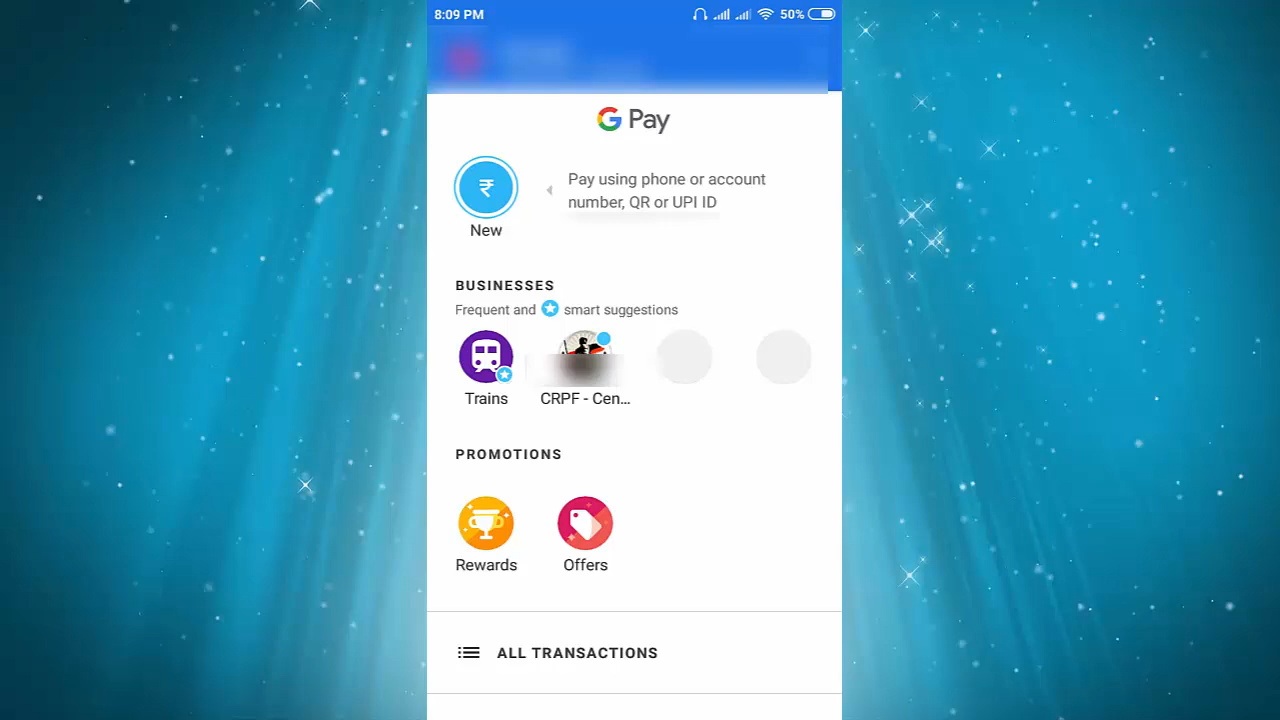 8:09 PM 50%
G Pay
₹
Pay using phone or account
number, QR or UPI ID
New
BUSINESSES
Frequent and smart suggestions
Trains
CRPF - Cen...
PROMOTIONS
Rewards
Offers
ALL TRANSACTIONS